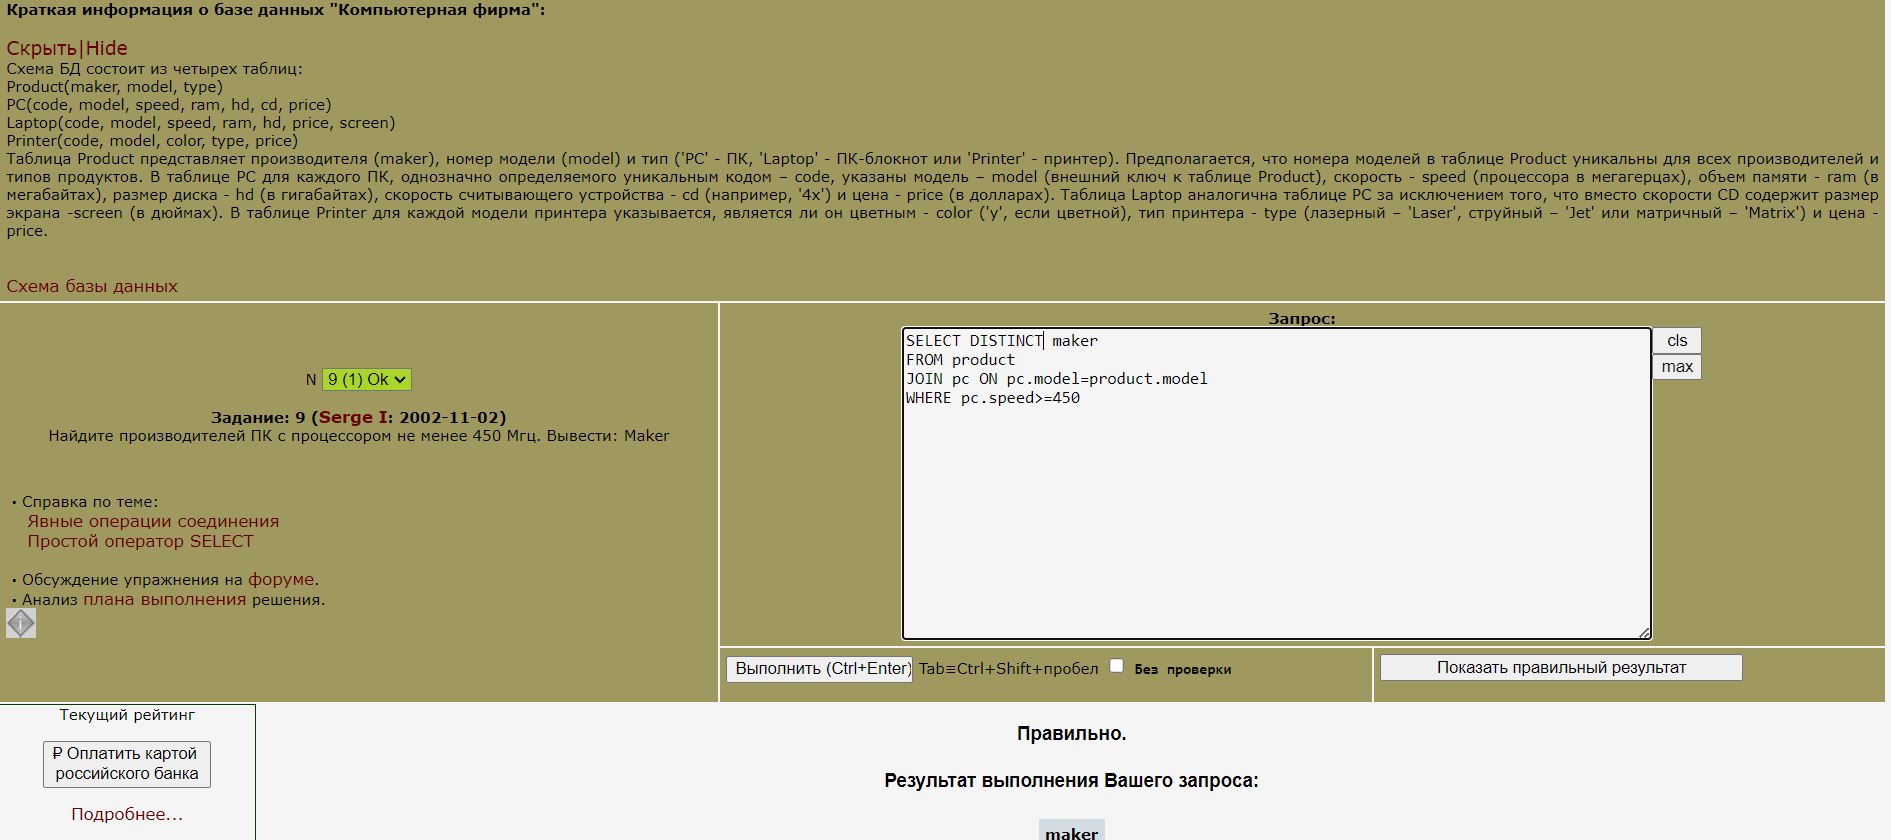 Краткая информация о базе данных "Компьютерная фирма":
Скрыть|Hide
Схема БД состоит из четырех таблиц:
Product(maker, model, type)
PC(code, model, speed, ram, hd, cd, price)
Laptop(code, model, speed, ram, hd, price, screen)
Printer(code, model, color, type, price)
Таблица Product представляет производителя (maker), номер модели (model) и тип ('PC' - ПК, 'Laptop' - ПК-блокнот или 'Printer' - принтер). Предполагается, что номера моделей в таблице Product уникальны для всех производителей и
типов продуктов. В таблице PC для каждого ПК, однозначно определяемого уникальным кодом – code, указаны модель – model (внешний ключ к таблице Product), скорость - speed (процессора в мегагерцах), объем памяти - ram (в
мегабайтах), размер диска - hd (в гигабайтах), скорость считывающего устройства - cd (например, '4x') и цена - price (в долларах). Таблица Laptop аналогична таблице PC за исключением того, что вместо скорости CD содержит размер
экрана -screen (в дюймах). В таблице Printer для каждой модели принтера указывается, является ли он цветным - color ('y', если цветной), тип принтера - type (лазерный – 'Laser', струйный – 'Jet' или матричный – 'Matrix') и цена -
price.
Схема базы данных
N 9 (1) Ok
Задание: 9 (Serge I: 2002-11-02)
Найдите производителей ПК с процессором не менее 450 Мгц. Вывести: Maker
· Справка по теме:
Явные операции соединения
Простой оператор SELECT
· Обсуждение упражнения на форуме.
· Анализ плана выполнения решения.
i
Запрос:
SELECT DISTINCT maker
FROM product
JOIN pc ON pc.model=product.model
WHERE pc.speed>=450
cls
max
Выполнить (Ctrl+Enter) Tab≡Ctrl+Shift+пробел Без проверки
Показать правильный результат
Текущий рейтинг
₽ Оплатить картой
российского банка
Подробнее...
Правильно.
Результат выполнения Вашего запроса:
maker